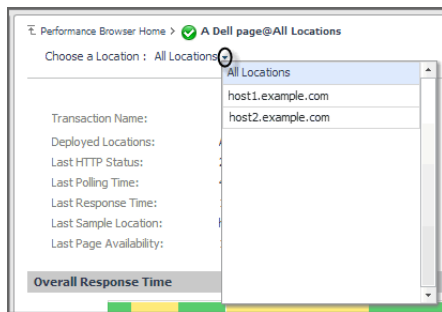 Performance Browser Home > A Dell page@All Locations
Choose a Location : All Locations
All Locations
host1.example.com
host2.example.com
Transaction Name:
Deployed Locations:
Last HTTP Status:
Last Polling Time:
Last Response Time:
Last Sample Location:
Last Page Availability:
Overall Response Time